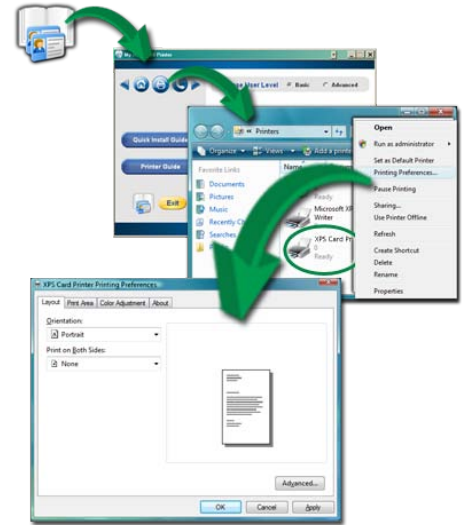 Printer
User Level Basic Advanced
Quick Install Guide
Printer Guide
Exit
Printers
Organize Views Add a printer
Favorite Links
Name
Documents
Pictures
Music
Recently
Searches
Ready
Microsoft XP
Writer
XPS Card Pr
0
Ready
Open
Run as administrator
Set as Default Printer
Printing Preferences...
Pause Printing
Sharing...
Use Printer Offline
Refresh
Create Shortcut
Delete
Rename
Properties
XPS Card Printer Printing Preferences
Layout Print Area Color Adjustment About
Orientation:
Portrait
Print on Both Sides:
None
Advanced...
OK Cancel Apply